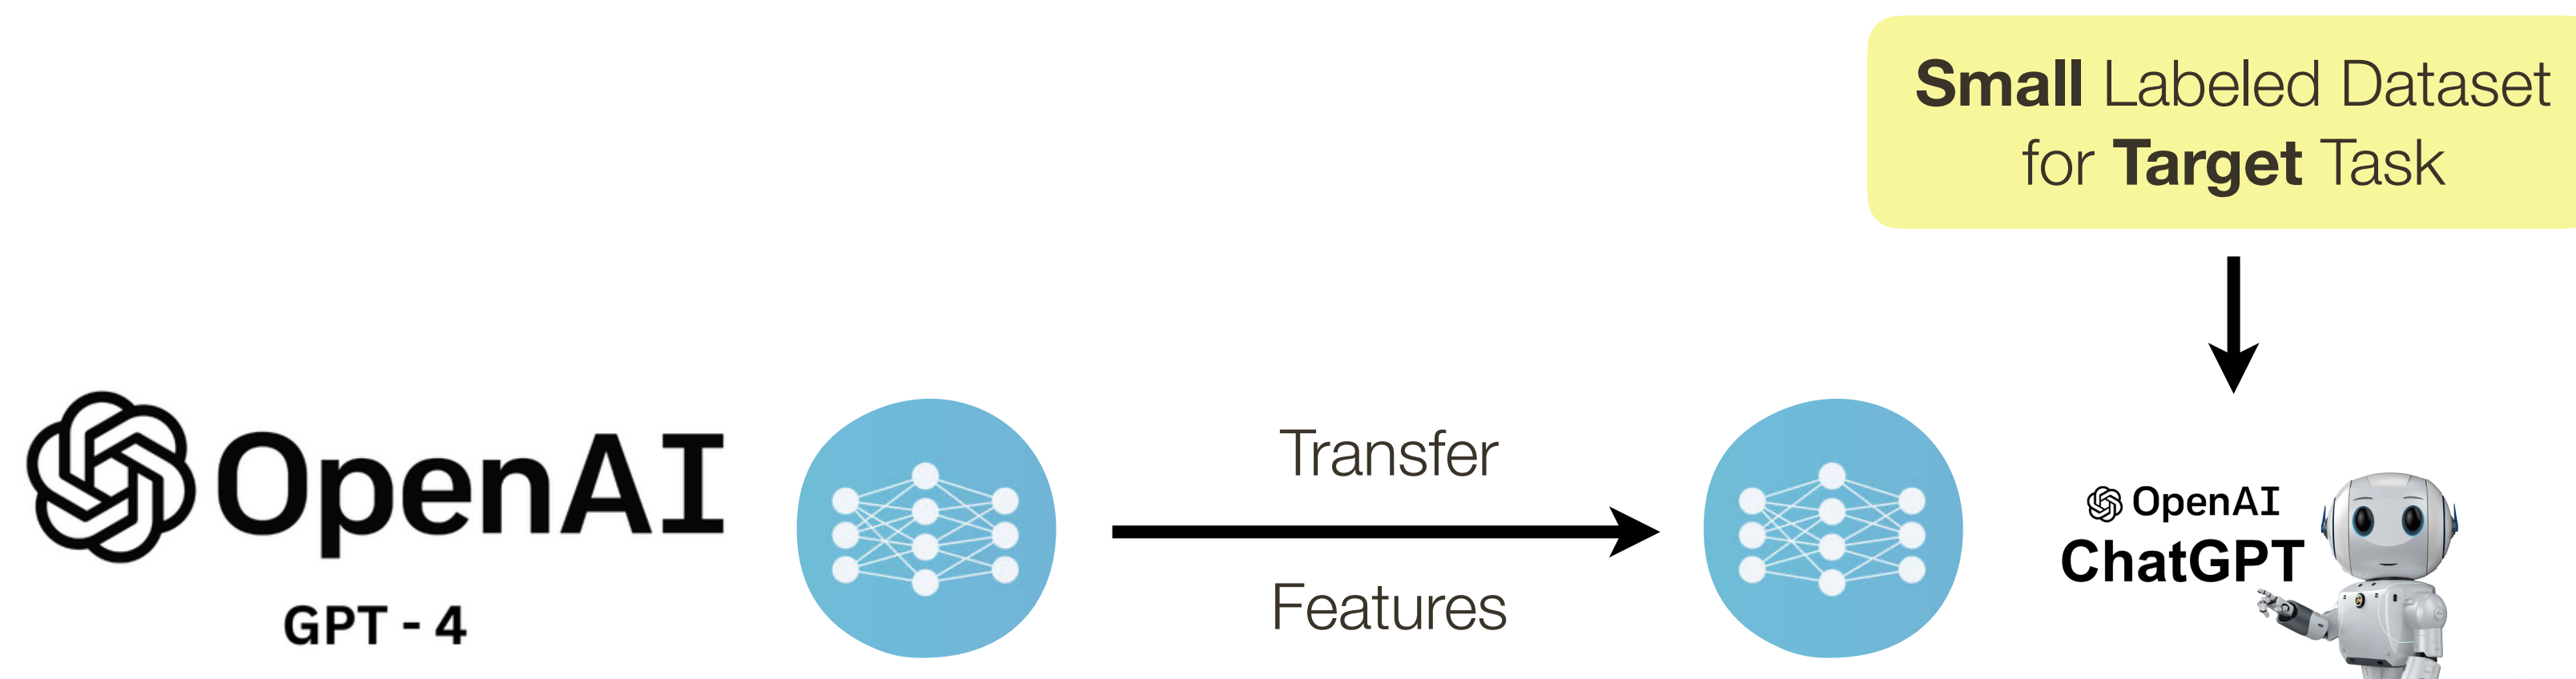 Small Labeled Dataset
for Target Task
OpenAI
GPT - 4
Transfer
Features
OpenAI
ChatGPT